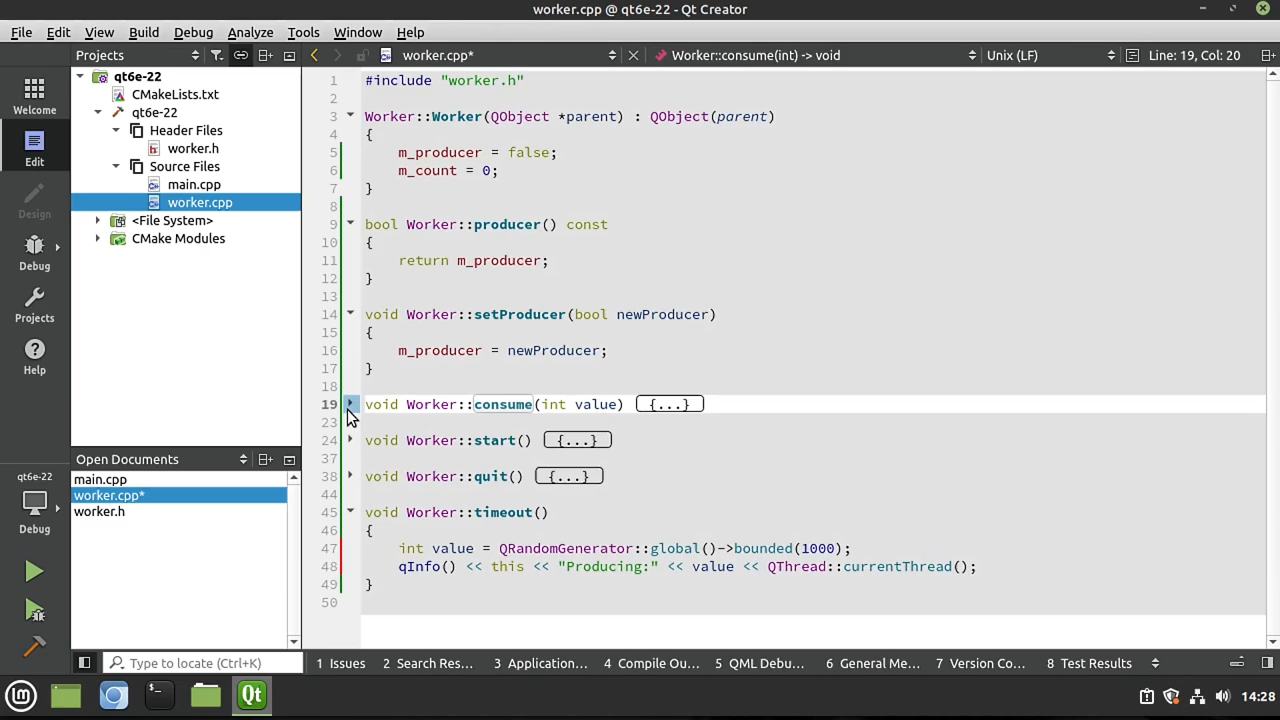 worker.cpp @ qt6e-22 - Qt Creator
File Edit View Build Debug Analyze Tools Window Help
Projects worker.cpp* Worker::consume(int) -> void Unix (LF) Line: 19, Col: 20
Welcome
Edit
Design
Debug
Projects
Help
qt6e-22
CMakeLists.txt
qt6e-22
Header Files
worker.h
Source Files
main.cpp
worker.cpp
<File System>
CMake Modules
1 #include "worker.h"
2
3 Worker::Worker(QObject *parent) : QObject(parent)
4 {
5 m_producer = false;
6 m_count = 0;
7 }
8
9 bool Worker::producer() const
10 {
11 return m_producer;
12 }
13
14 void Worker::setProducer(bool newProducer)
15 {
16 m_producer = newProducer;
17 }
18
19 void Worker::consume(int value) {...}
23
24 void Worker::start() {...}
37
38 void Worker::quit() {...}
44
45 void Worker::timeout()
46 {
47 int value = QRandomGenerator::global()->bounded(1000);
48 qInfo() << this << "Producing:" << value << QThread::currentThread();
49 }
50
Open Documents
main.cpp
worker.cpp*
worker.h
qt6e-22
Debug
Type to locate (Ctrl+K) 1 Issues 2 Search Res... 3 Application... 4 Compile Ou... 5 QML Debu... 6 General Me... 7 Version Co... 8 Test Results
Qt 14:28